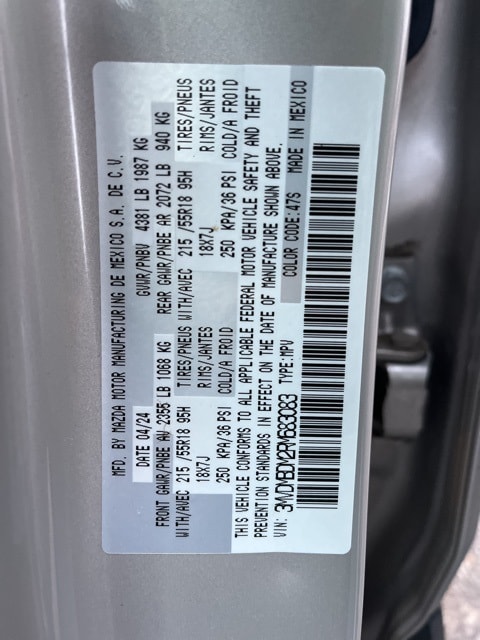 MFD. BY MAZDA MOTOR MANUFACTURING DE MEXICO S.A. DE C.V.
DATE 04/24 GVWR/PNBV 4381 LB 1987 KG
FRONT GAWR/PNBE AV 2355 LB 1068 KG REAR GAWR/PNBE AR 2072 LB 940 KG
WITH/AVEC 215 /55R18 95H TIRES/PNEUS WITH/AVEC 215 /55R18 95H TIRES/PNEUS
18X7J RIMS/JANTES 18X7J RIMS/JANTES
250 KPA/36 PSI COLD/A FROID 250 KPA/36 PSI COLD/A FROID
THIS VEHICLE CONFORMS TO ALL APPLICABLE FEDERAL MOTOR VEHICLE SAFETY AND THEFT
PREVENTION STANDARDS IN EFFECT ON THE DATE OF MANUFACTURE SHOWN ABOVE.
VIN: 3MVDMBDM2RM683083 TYPE:MPV COLOR CODE:47S MADE IN MEXICO